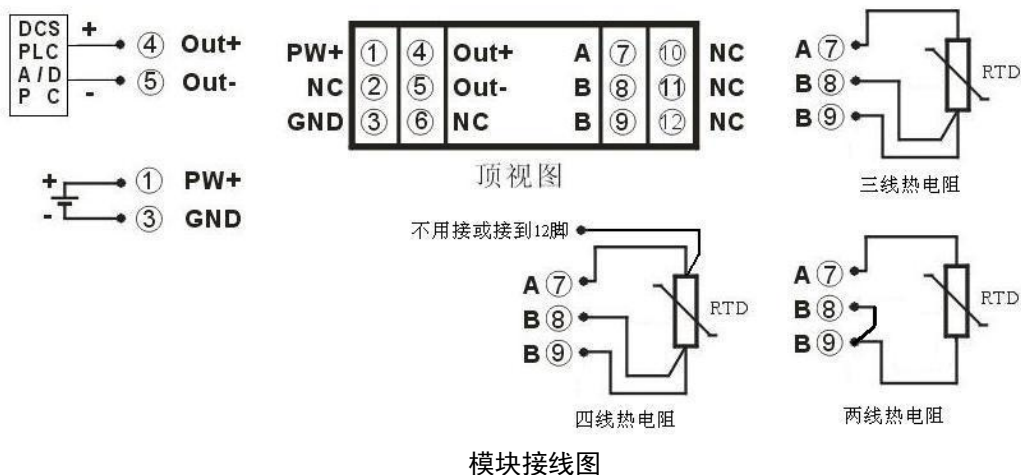 DCS
PLC
A/D
P C
+
-
④ Out+
⑤ Out-
+
-
① PW+
③ GND
PW+ ① ④ Out+ A ⑦ ⑩ NC
NC ② ⑤ Out- B ⑧ ⑪ NC
GND ③ ⑥ NC B ⑨ ⑫ NC
顶视图
A ⑦
B ⑧
B ⑨
RTD
三线热电阻
不用接或接到12脚
A ⑦
B ⑧
B ⑨
RTD
四线热电阻
A ⑦
B ⑧
B ⑨
RTD
两线热电阻
模块接线图